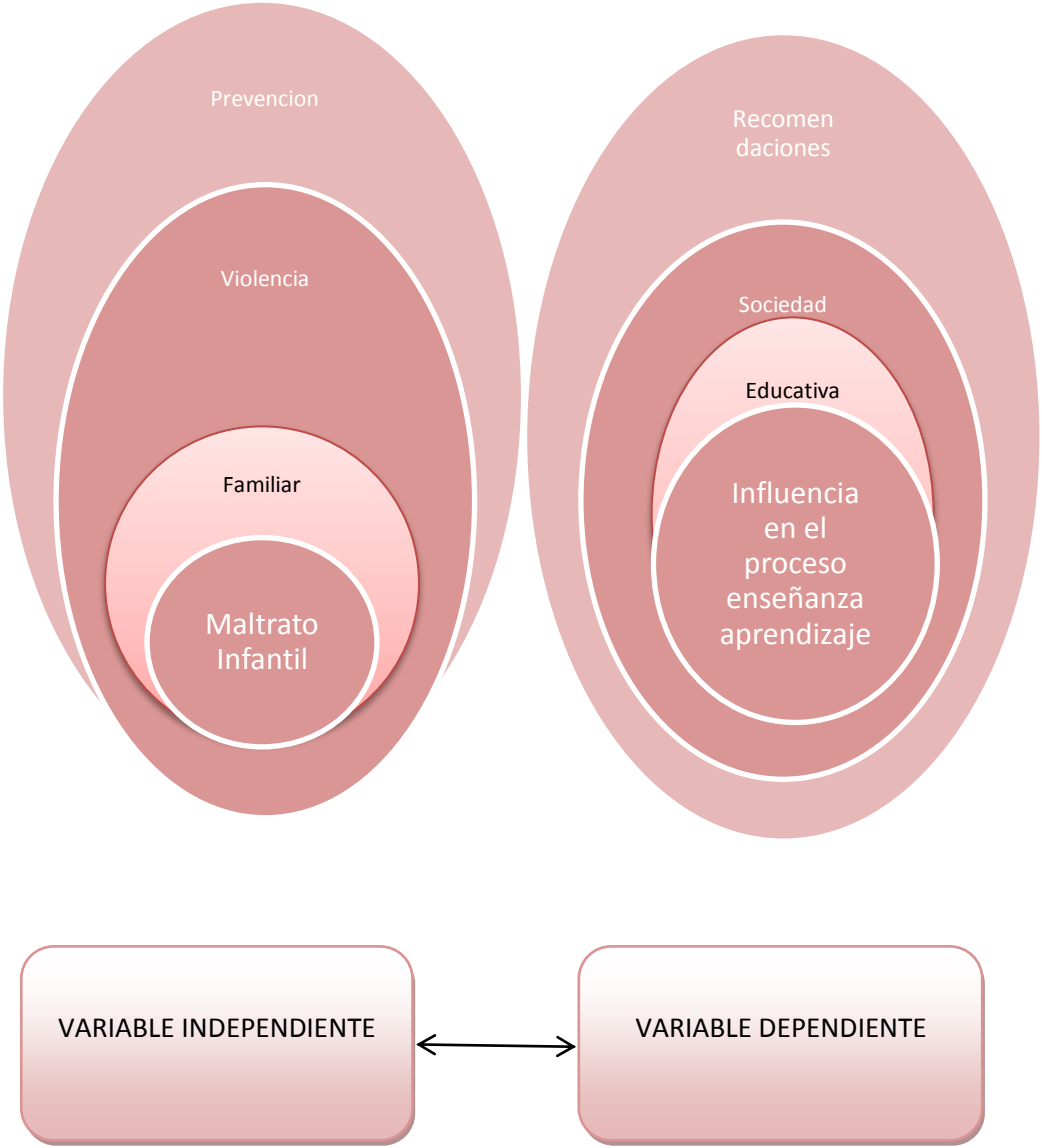 Prevencion
Violencia
Familiar
Maltrato
Infantil
Recomen
daciones
Sociedad
Educativa
Influencia
en el
proceso
enseñanza
aprendizaje
VARIABLE INDEPENDIENTE
VARIABLE DEPENDIENTE